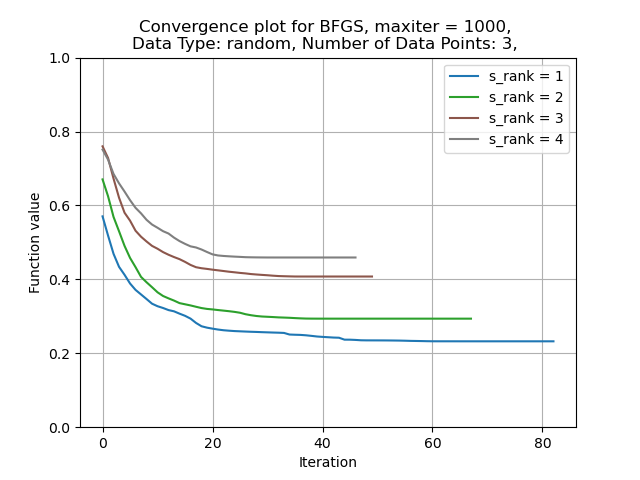 Convergence plot for BFGS, maxiter = 1000,
Data Type: random, Number of Data Points: 3,
1.0
0.8
0.6
0.4
0.2
0.0
Function value
s_rank = 1
s_rank = 2
s_rank = 3
s_rank = 4
0 20 40 60 80
Iteration